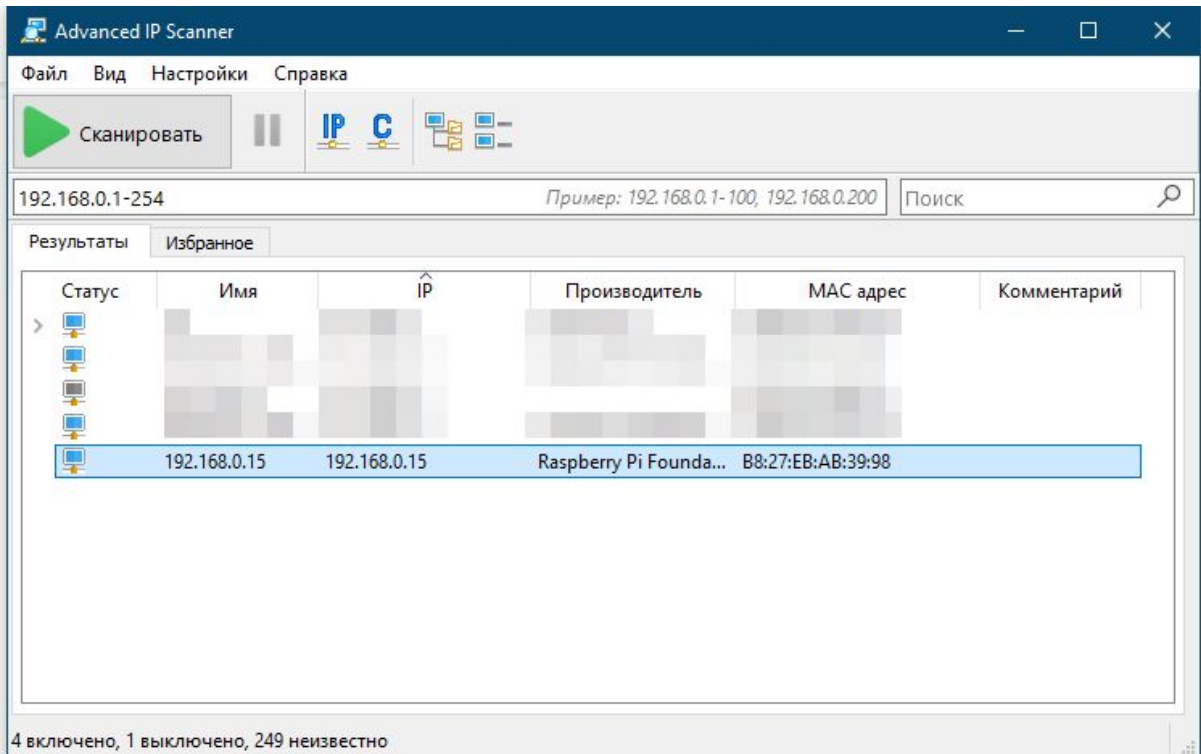 Advanced IP Scanner
Файл Вид Настройки Справка
Сканировать IP C
192.168.0.1-254 Пример: 192.168.0.1-100, 192.168.0.200 Поиск
Результаты Избранное
Статус Имя IP Производитель MAC адрес Комментарий
192.168.0.15 192.168.0.15 Raspberry Pi Founda... B8:27:EB:AB:39:98
4 включено, 1 выключено, 249 неизвестно